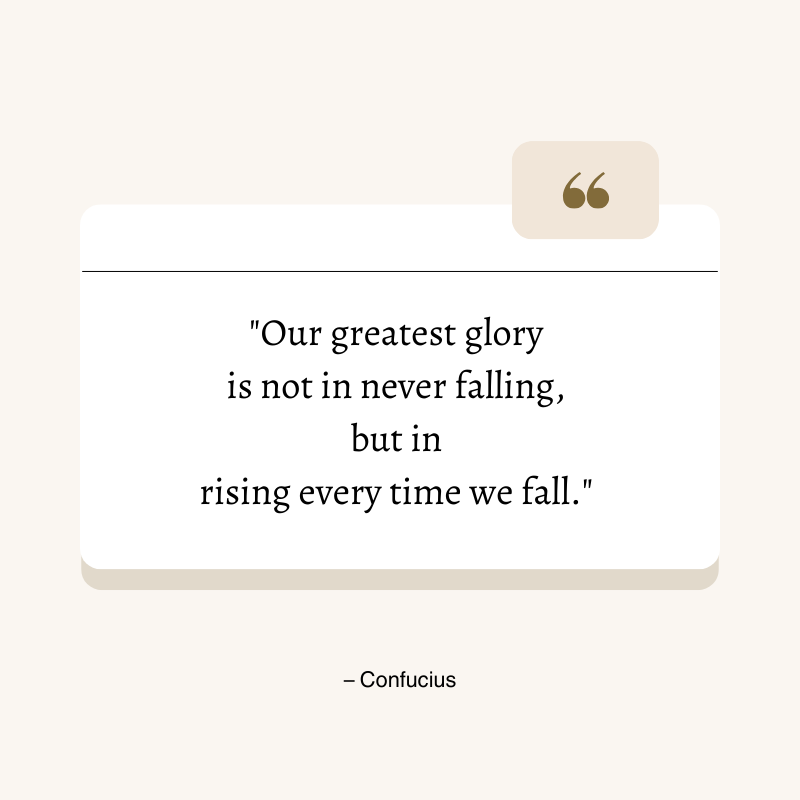 "Our greatest glory
is not in never falling,
but in
rising every time we fall."
– Confucius